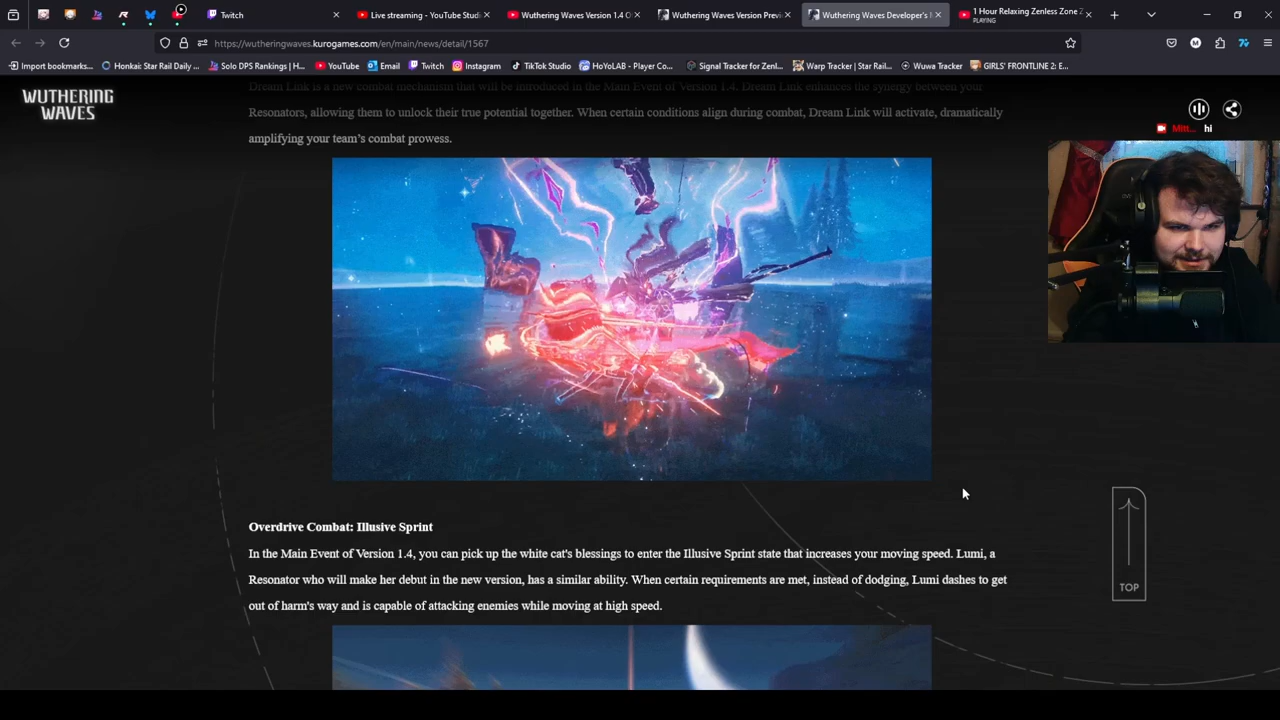 Twitch
Live streaming - YouTube Stud
Wuthering Waves Version 1.4 O
Wuthering Waves Version Previ
Wuthering Waves Developer's
1 Hour Relaxing Zenless Zone Z
PLAYING
https://wutheringwaves.kurogames.com/en/main/news/detail/1567
Import bookmarks...
Honkai: Star Rail Daily ...
Solo DPS Rankings | H...
YouTube
Email
Twitch
Instagram
TikTok Studio
HoYoLAB - Player Co...
Signal Tracker for Zenl...
Warp Tracker | Star Rail...
Wuwa Tracker
GIRLS' FRONTLINE 2: E...
WUTHERING
WAVES
Mitt... hi
Dream Link is a new combat mechanism that will be introduced in the Main Event of Version 1.4. Dream Link enhances the synergy between your
Resonators, allowing them to unlock their true potential together. When certain conditions align during combat, Dream Link will activate, dramatically
amplifying your team's combat prowess.
Overdrive Combat: Illusive Sprint
In the Main Event of Version 1.4, you can pick up the white cat's blessings to enter the Illusive Sprint state that increases your moving speed. Lumi, a
Resonator who will make her debut in the new version, has a similar ability. When certain requirements are met, instead of dodging, Lumi dashes to get
out of harm's way and is capable of attacking enemies while moving at high speed.
TOP